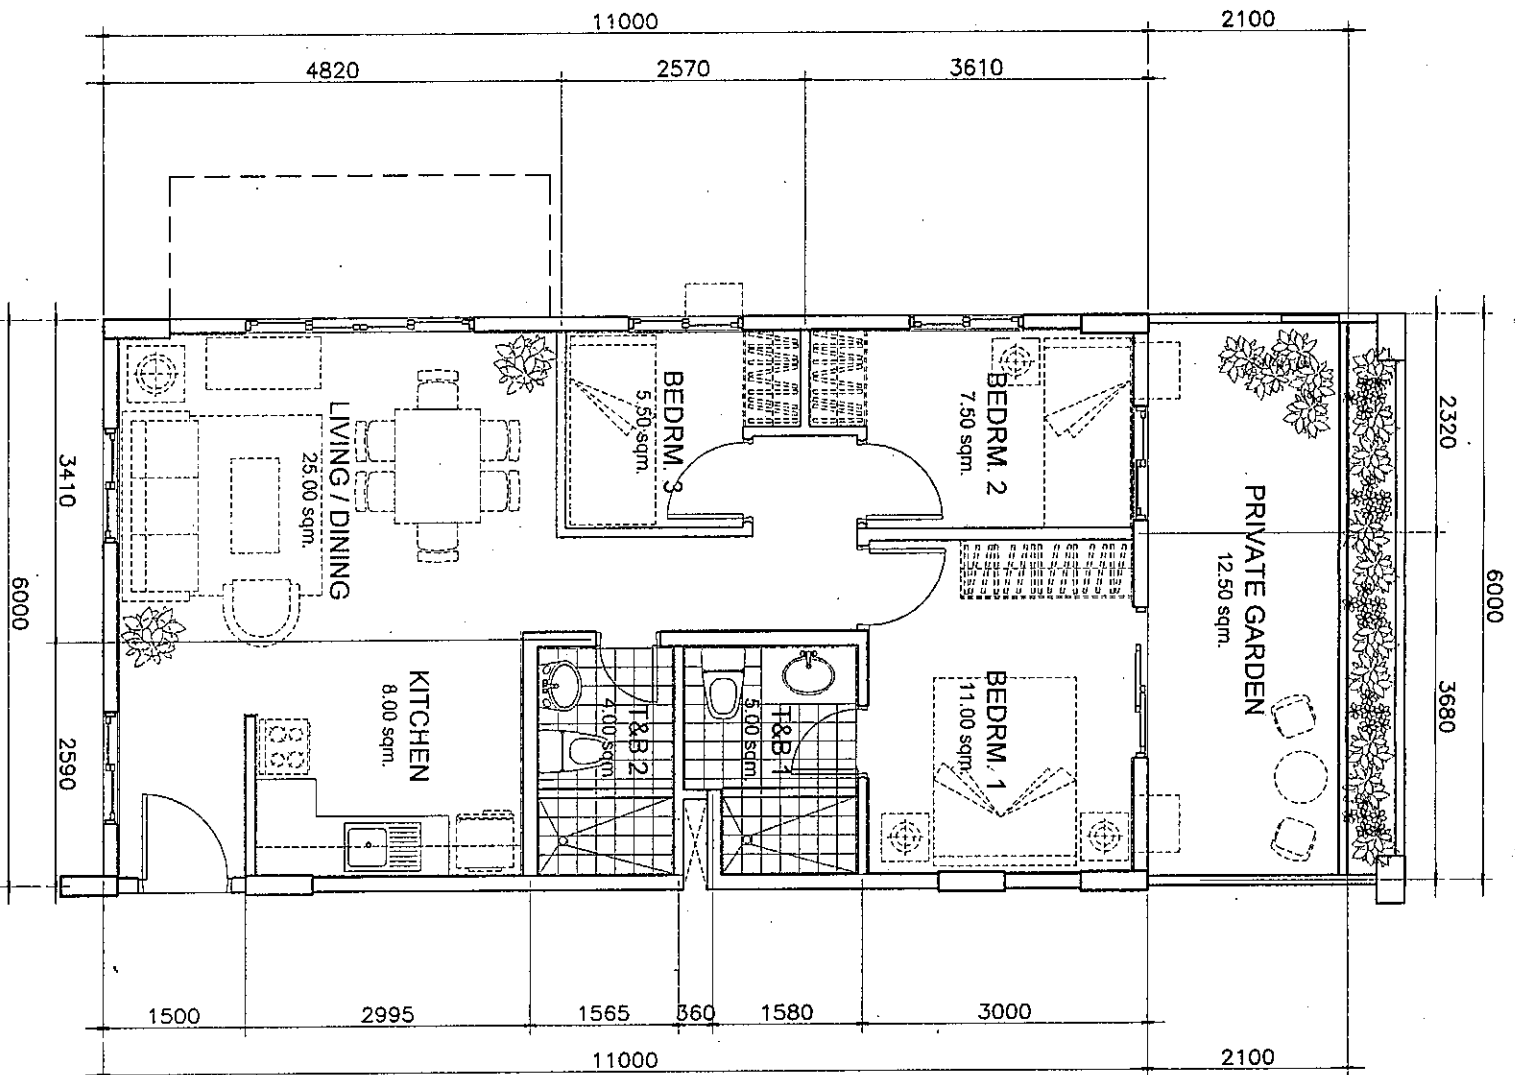 11000
2100
4820
2570
3610
LIVING / DINING
25.00 sqm.
BEDRM. 3
5.50 sqm.
BEDRM. 2
7.50 sqm.
PRIVATE GARDEN
12.50 sqm.
KITCHEN
8.00 sqm.
T&B 2
4.00 sqm.
T&B 1
5.00 sqm.
BEDRM. 1
11.00 sqm.
3410
2590
6000
2320
3680
6000
1500
2995
1565
360
1580
3000
11000
2100